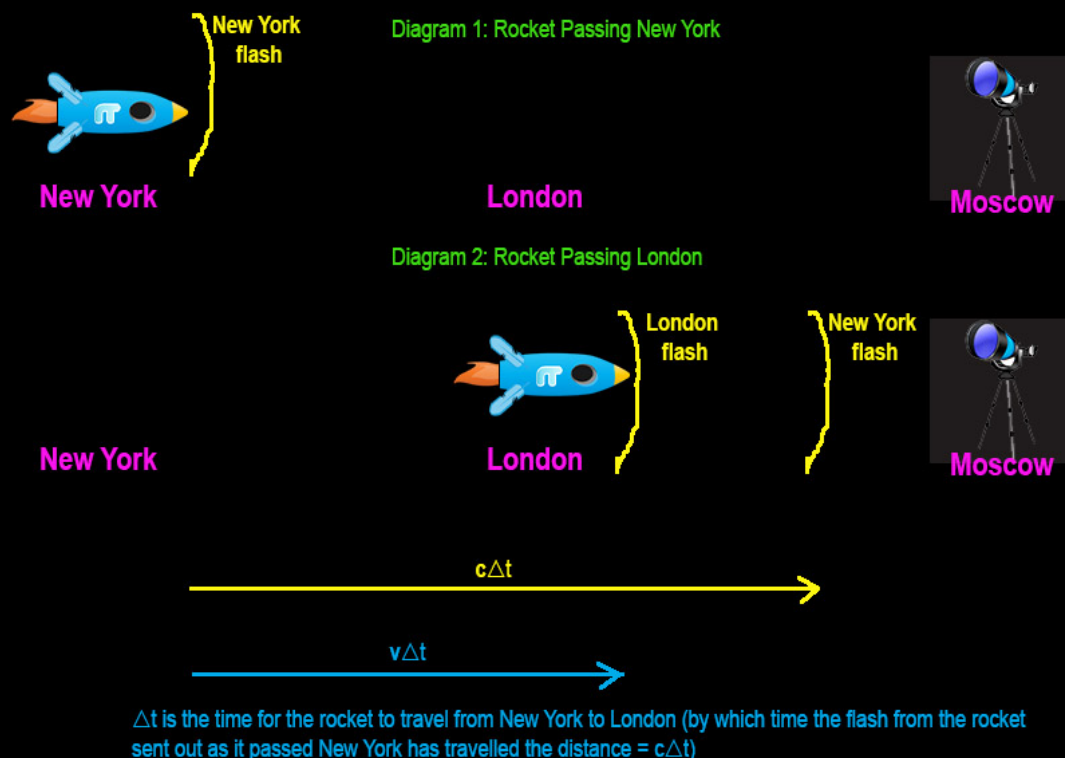 New York
flash
Diagram 1: Rocket Passing New York
New York
London
Moscow
Diagram 2: Rocket Passing London
London
flash
New York
flash
New York
London
Moscow
c△t
v△t
△t is the time for the rocket to travel from New York to London (by which time the flash from the rocket
sent out as it passed New York has travelled the distance = c△t)